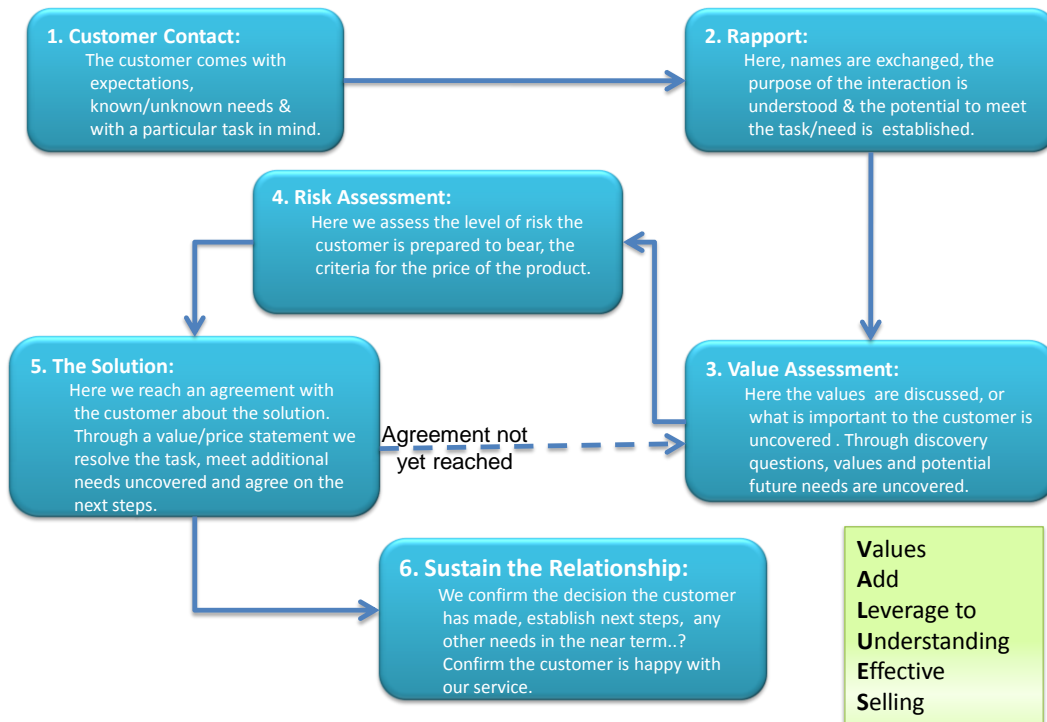 1. Customer Contact:
The customer comes with
expectations,
known/unknown needs &
with a particular task in mind.
2. Rapport:
Here, names are exchanged, the
purpose of the interaction is
understood & the potential to meet
the task/need is established.
4. Risk Assessment:
Here we assess the level of risk the
customer is prepared to bear, the
criteria for the price of the product.
5. The Solution:
Here we reach an agreement with
the customer about the solution.
Through a value/price statement we
resolve the task, meet additional
needs uncovered and agree on the
next steps.
Agreement not
yet reached
3. Value Assessment:
Here the values are discussed, or
what is important to the customer is
uncovered . Through discovery
questions, values and potential
future needs are uncovered.
6. Sustain the Relationship:
We confirm the decision the customer
has made, establish next steps, any
other needs in the near term..?
Confirm the customer is happy with
our service.
Values
Add
Leverage to
Understanding
Effective
Selling